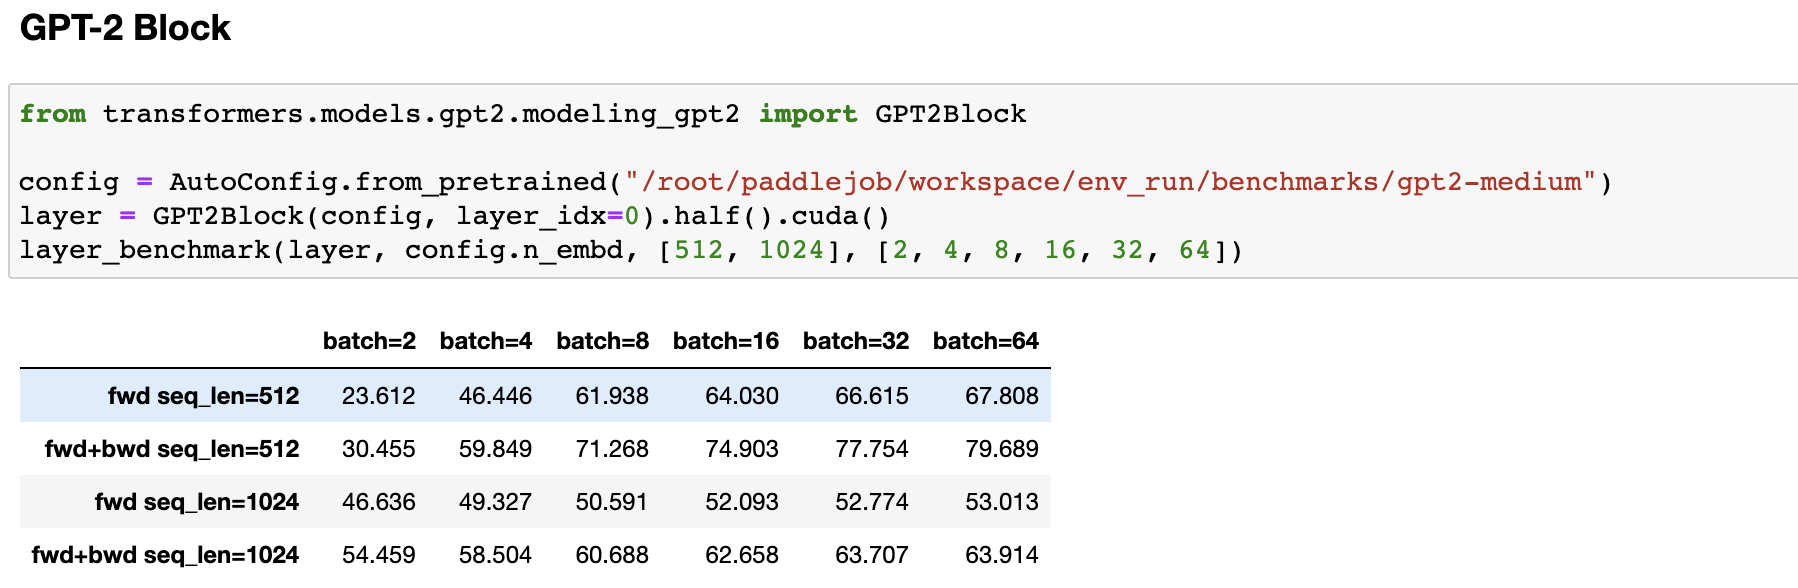 GPT-2 Block
from transformers.models.gpt2.modeling_gpt2 import GPT2Block
config = AutoConfig.from_pretrained("/root/paddlejob/workspace/env_run/benchmarks/gpt2-medium")
layer = GPT2Block(config, layer_idx=0).half().cuda()
layer_benchmark(layer, config.n_embd, [512, 1024], [2, 4, 8, 16, 32, 64])
batch=2 batch=4 batch=8 batch=16 batch=32 batch=64
fwd seq_len=512 23.612 46.446 61.938 64.030 66.615 67.808
fwd+bwd seq_len=512 30.455 59.849 71.268 74.903 77.754 79.689
fwd seq_len=1024 46.636 49.327 50.591 52.093 52.774 53.013
fwd+bwd seq_len=1024 54.459 58.504 60.688 62.658 63.707 63.914